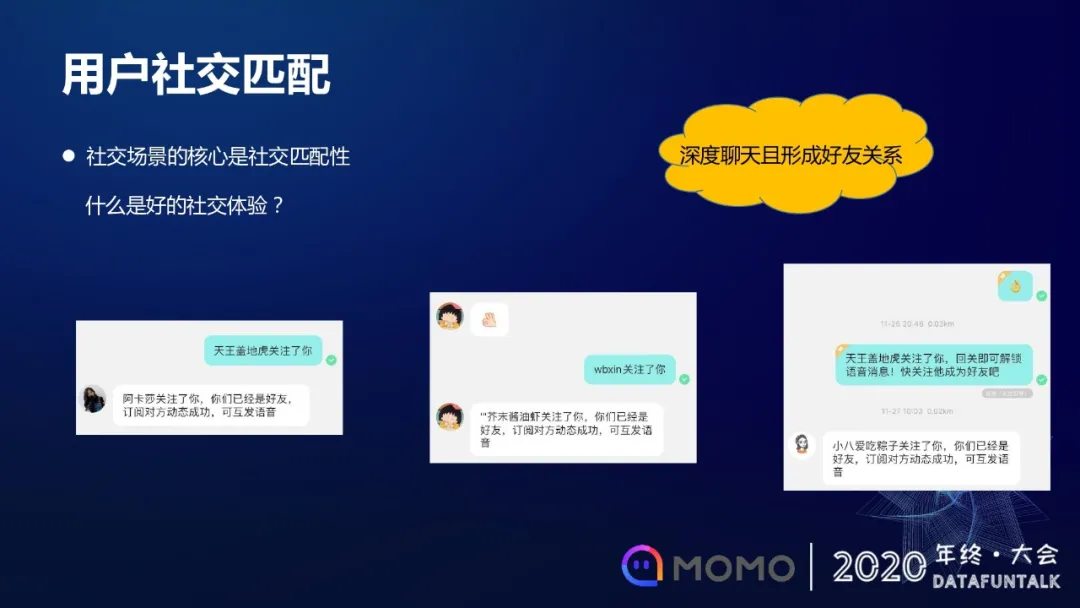 用户社交匹配
社交场景的核心是社交匹配性
什么是好的社交体验？
深度聊天且形成好友关系
天王盖地虎关注了你
阿卡莎关注了你，你们已经是好友，
订阅对方动态成功，可互发语音
wbxin关注了你
"芥末酱油虾关注了你，你们已经是
好友，订阅对方动态成功，可互发语
音
11-26 20:48 0.03km
天王盖地虎关注了你，回关即可解锁
语音消息！快关注他成为好友吧
11-27 10:03 0.02km
小八爱吃粽子关注了你，你们已经是
好友，订阅对方动态成功，可互发语
音
MOMO
2020 年终·大会
DATAFUNTALK